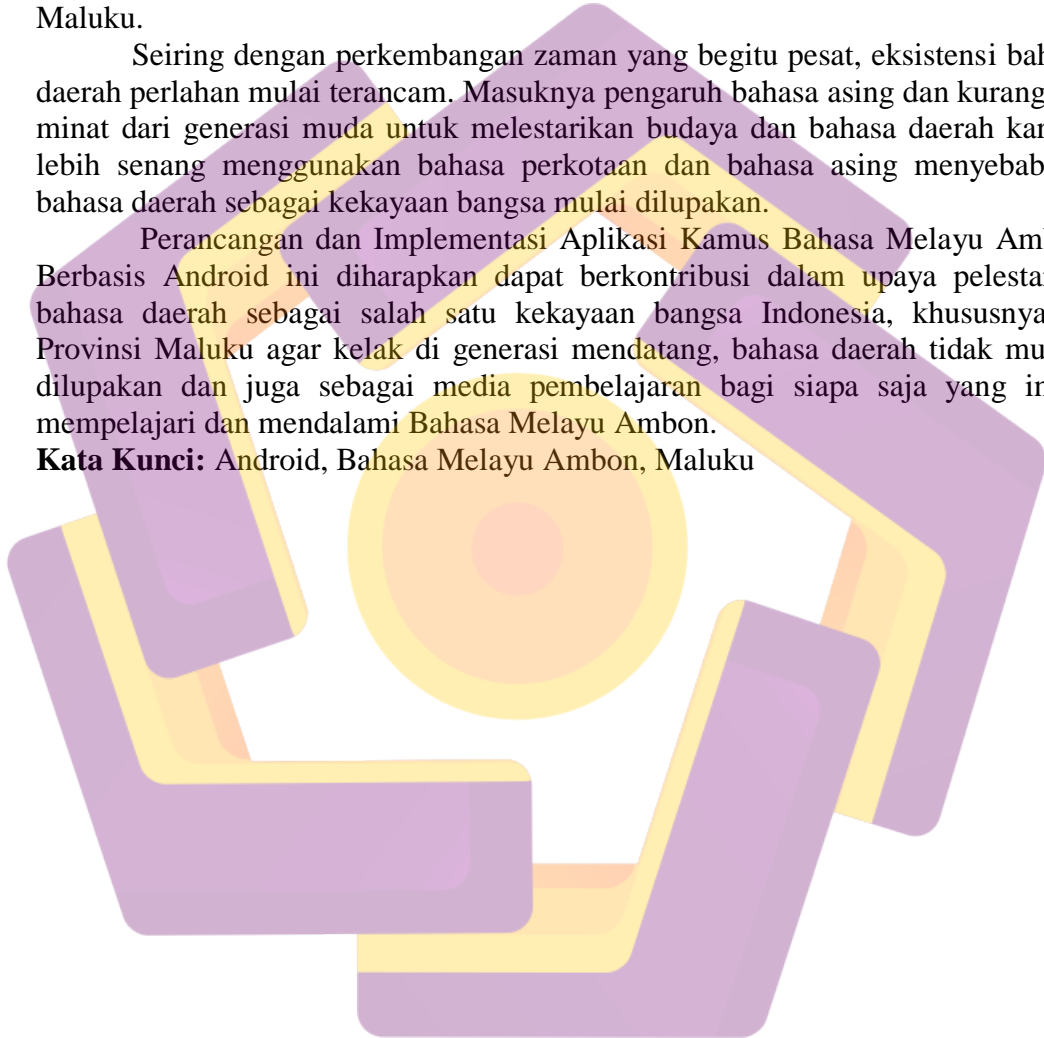 Maluku.
Seiring dengan perkembangan zaman yang begitu pesat, eksistensi bah
daerah perlahan mulai terancam. Masuknya pengaruh bahasa asing dan kurang
minat dari generasi muda untuk melestarikan budaya dan bahasa daerah kar
lebih senang menggunakan bahasa perkotaan dan bahasa asing menyebab
bahasa daerah sebagai kekayaan bangsa mulai dilupakan.
Perancangan dan Implementasi Aplikasi Kamus Bahasa Melayu Am
Berbasis Android ini diharapkan dapat berkontribusi dalam upaya pelesta
bahasa daerah sebagai salah satu kekayaan bangsa Indonesia, khususnya
Provinsi Maluku agar kelak di generasi mendatang, bahasa daerah tidak mu
dilupakan dan juga sebagai media pembelajaran bagi siapa saja yang in
mempelajari dan mendalami Bahasa Melayu Ambon.
Kata Kunci: Android, Bahasa Melayu Ambon, Maluku